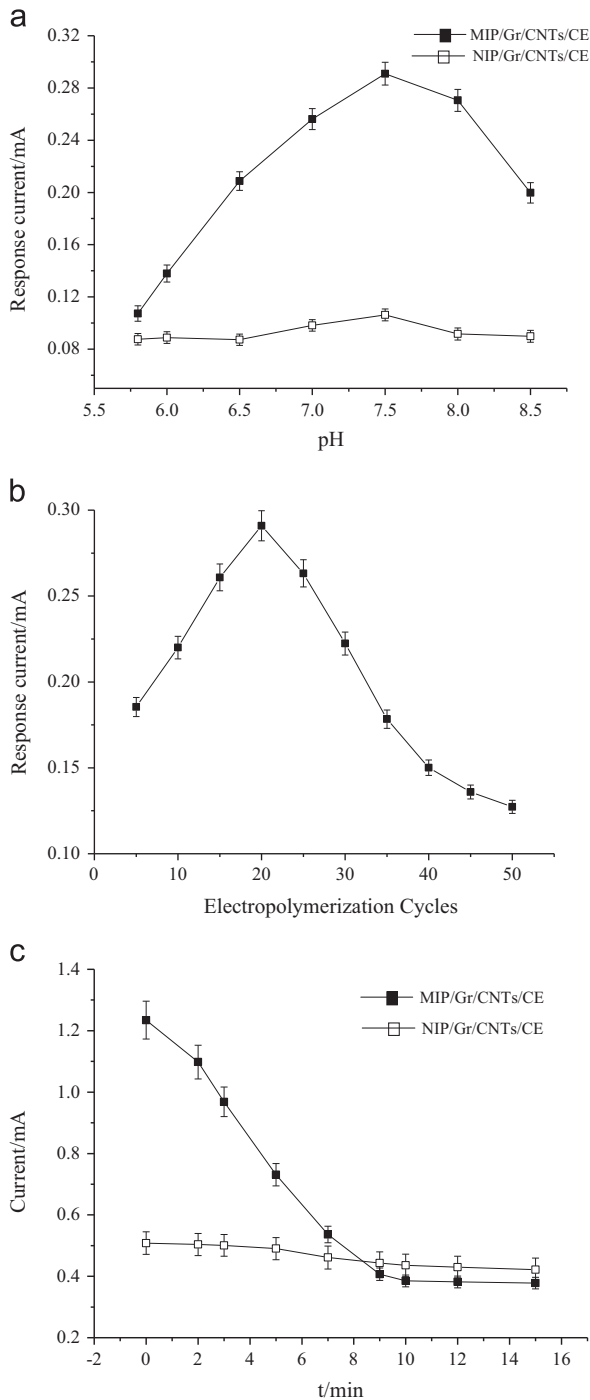 a
MIP/Gr/CNTs/CE
NIP/Gr/CNTs/CE
Response current/mA
0.32
0.28
0.24
0.20
0.16
0.12
0.08
5.5 6.0 6.5 7.0 7.5 8.0 8.5
pH
b
Response current/mA
0.30
0.25
0.20
0.15
0.10
0 10 20 30 40 50
Electropolymerization Cycles
c
MIP/Gr/CNTs/CE
NIP/Gr/CNTs/CE
Current/mA
1.4
1.2
1.0
0.8
0.6
0.4
0.2
-2 0 2 4 6 8 10 12 14 16
t/min